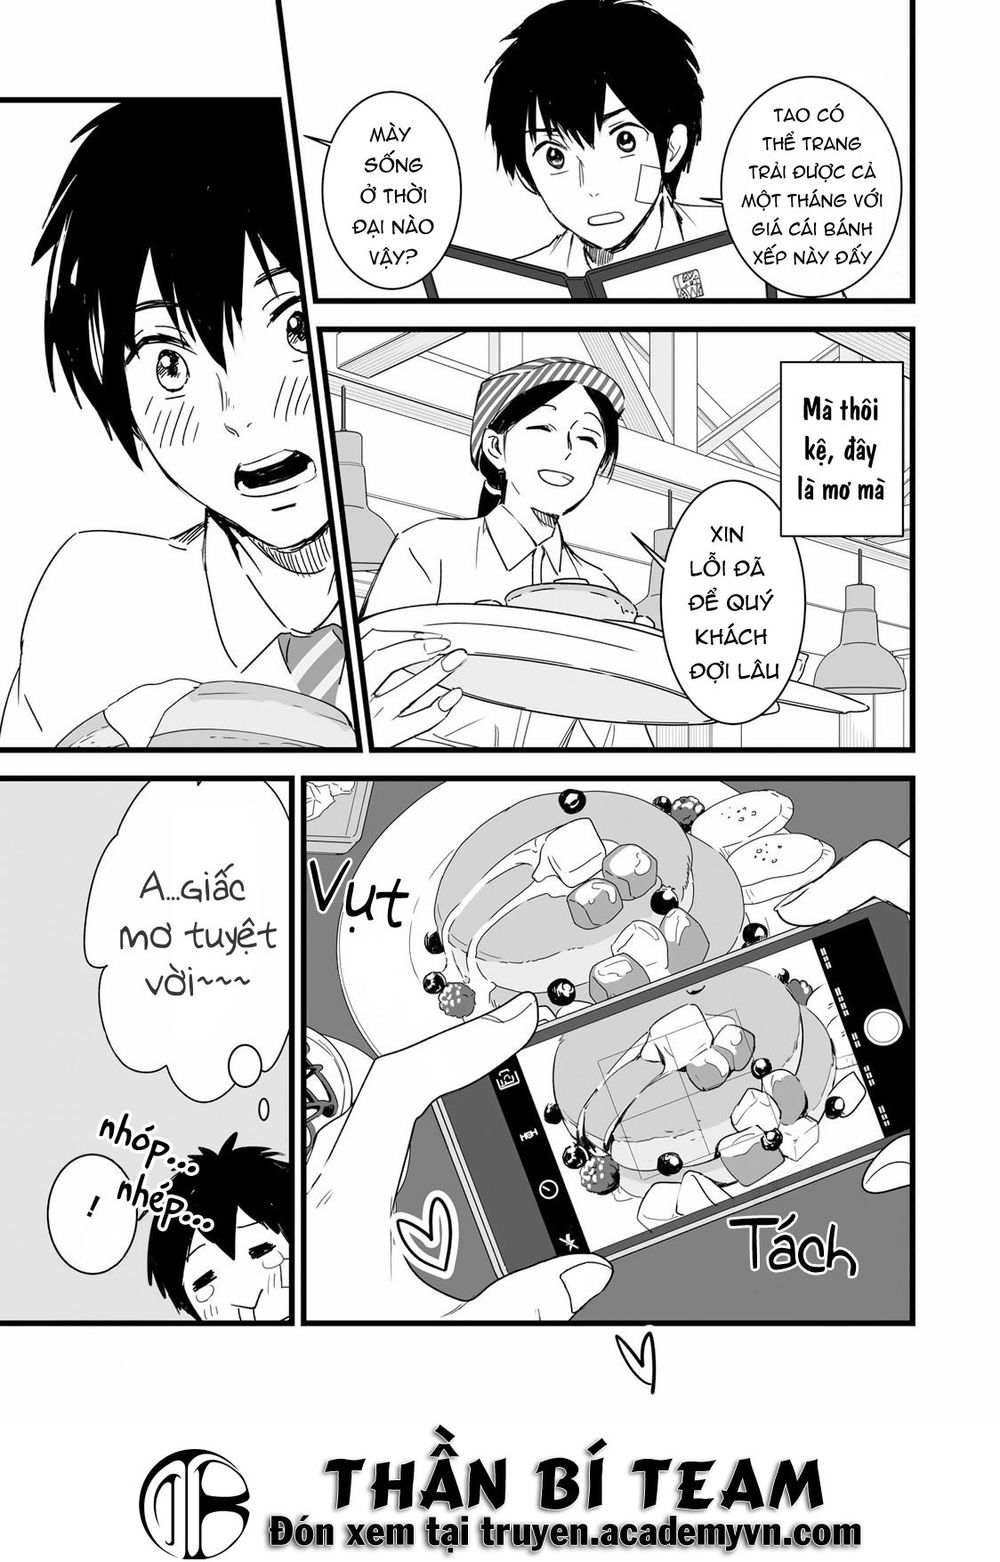 TAO CÓ
THỂ TRANG
TRẢI ĐƯỢC CẢ
MỘT THÁNG VỚI
GIÁ CÁI BÁNH
XẾP NÀY ĐẤY
MÀY
SỐNG
Ở THỜI
ĐẠI NÀO
VẬY?
Mà thôi
kệ, đây
là mơ mà
XIN
LỖI ĐÃ
ĐỂ QUÝ
KHÁCH
ĐỢI LÂU
Vụt
Tách
A...Giấc
mơ tuyệt
vời~~~
nhóp...
nhép...
!
THẦN BÍ TEAM
Đón xem tại truyen.academyvn.com